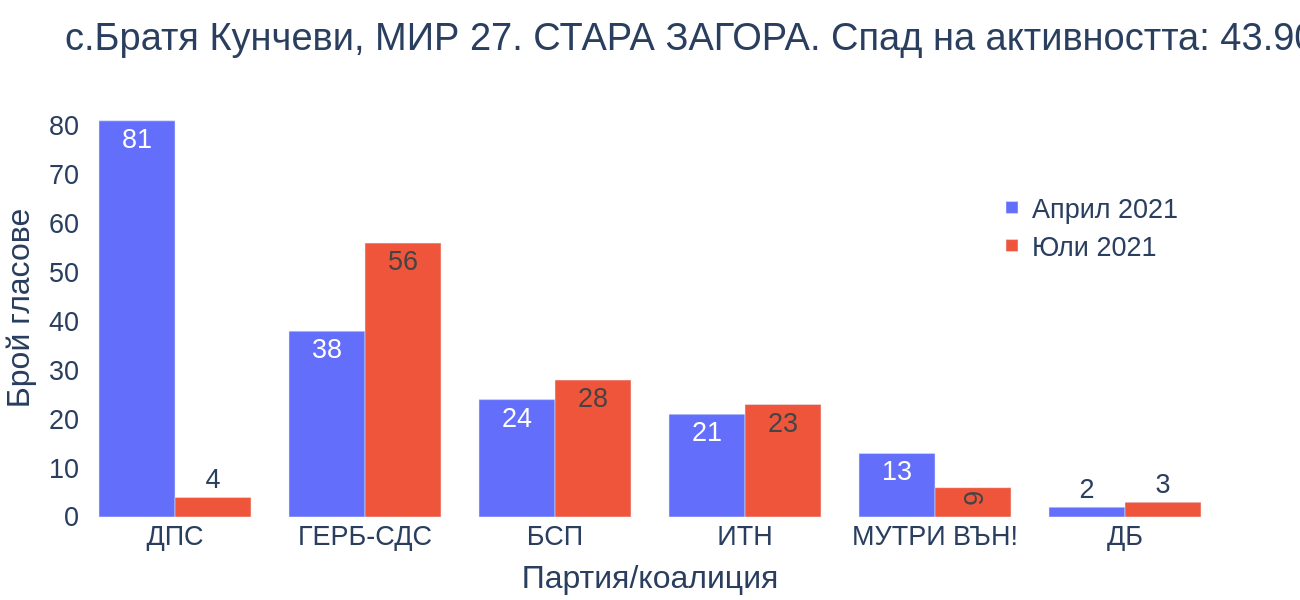 с.Братя Кунчеви, МИР 27. СТАРА ЗАГОРА. Спад на активността: 43.90
Брой гласове
80
70
60
50
40
30
20
10
0
81
4
38
56
24
28
21
23
13
6
2
3
Април 2021
Юли 2021
ДПС
ГЕРБ-СДС
БСП
ИТН
МУТРИ ВЪН!
ДБ
Партия/коалиция